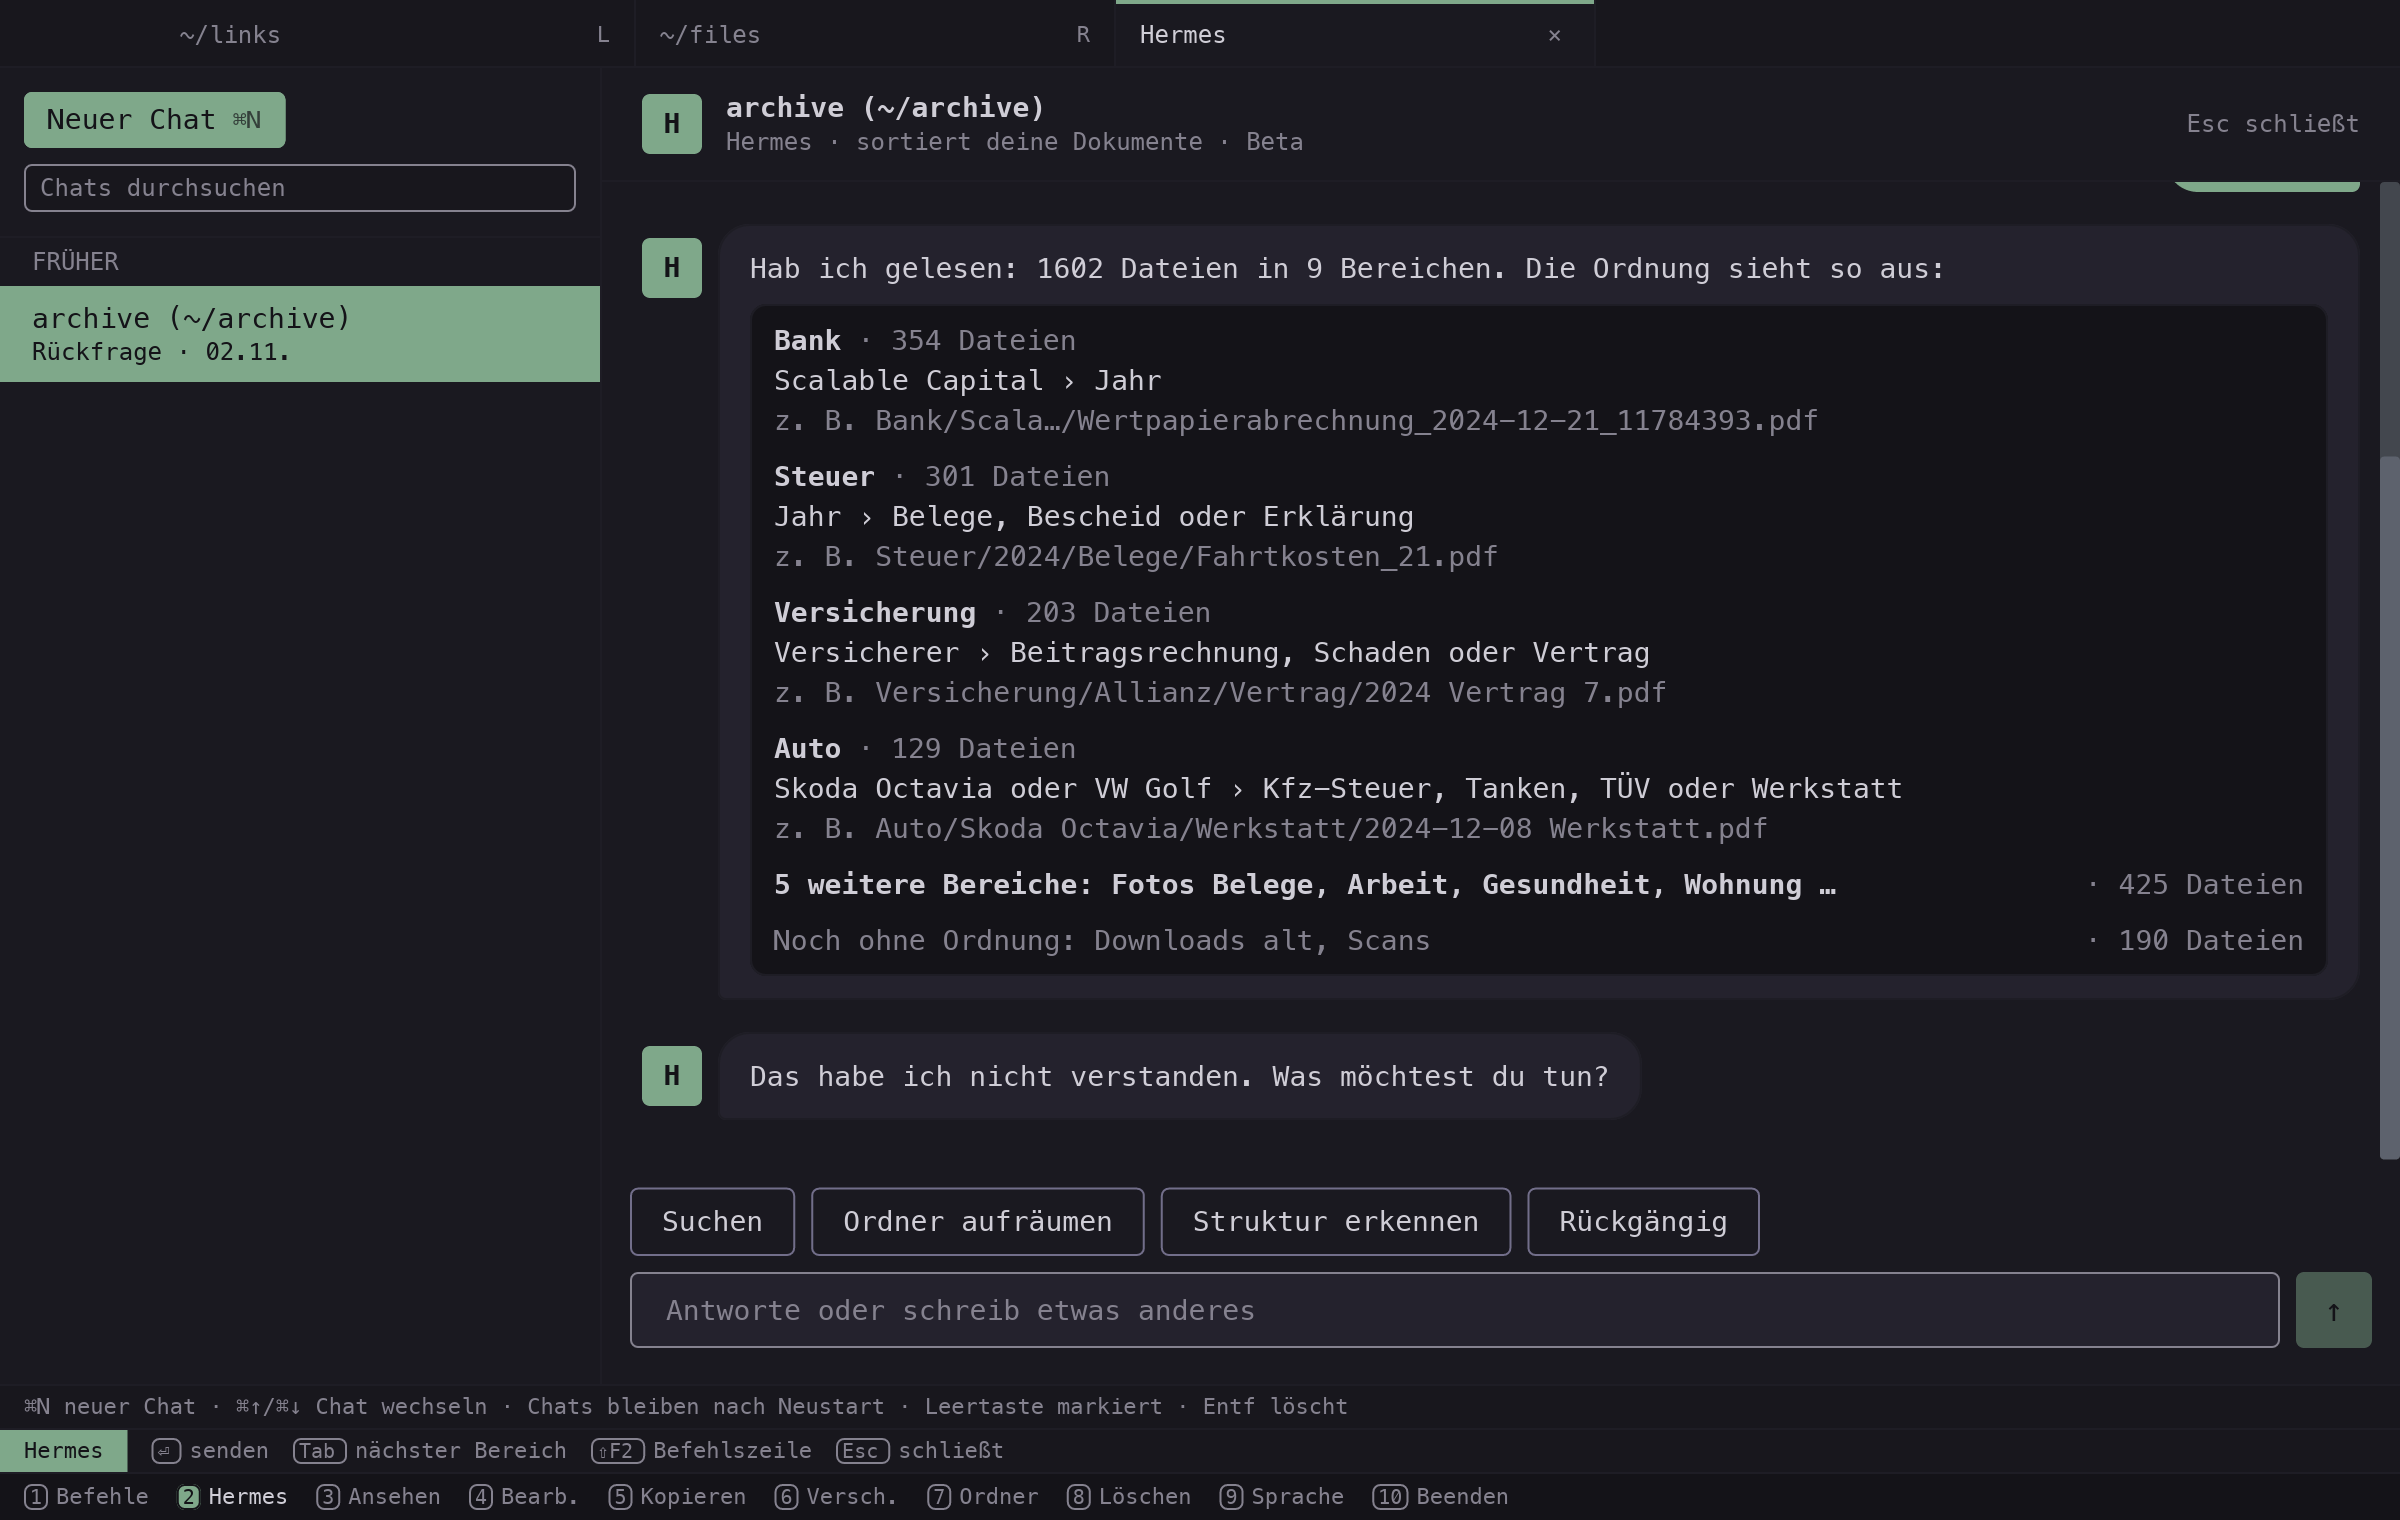 ~/links L ~/files R Hermes ×
Neuer Chat ⌘N
Chats durchsuchen
FRÜHER
archive (~/archive)
Rückfrage · 02.11.
H archive (~/archive)
Hermes · sortiert deine Dokumente · Beta
Esc schließt
H Hab ich gelesen: 1602 Dateien in 9 Bereichen. Die Ordnung sieht so aus:
Bank · 354 Dateien
Scalable Capital › Jahr
z. B. Bank/Scala…/Wertpapierabrechnung_2024-12-21_11784393.pdf
Steuer · 301 Dateien
Jahr › Belege, Bescheid oder Erklärung
z. B. Steuer/2024/Belege/Fahrtkosten_21.pdf
Versicherung · 203 Dateien
Versicherer › Beitragsrechnung, Schaden oder Vertrag
z. B. Versicherung/Allianz/Vertrag/2024 Vertrag 7.pdf
Auto · 129 Dateien
Skoda Octavia oder VW Golf › Kfz-Steuer, Tanken, TÜV oder Werkstatt
z. B. Auto/Skoda Octavia/Werkstatt/2024-12-08 Werkstatt.pdf
5 weitere Bereiche: Fotos Belege, Arbeit, Gesundheit, Wohnung … · 425 Dateien
Noch ohne Ordnung: Downloads alt, Scans · 190 Dateien
H Das habe ich nicht verstanden. Was möchtest du tun?
Suchen Ordner aufräumen Struktur erkennen Rückgängig
Antworte oder schreib etwas anderes ↑
⌘N neuer Chat · ⌘↑/⌘↓ Chat wechseln · Chats bleiben nach Neustart · Leertaste markiert · Entf löscht
Hermes ⏎ senden Tab nächster Bereich ⇧F2 Befehlszeile Esc schließt
1 Befehle 2 Hermes 3 Ansehen 4 Bearb. 5 Kopieren 6 Versch. 7 Ordner 8 Löschen 9 Sprache 10 Beenden